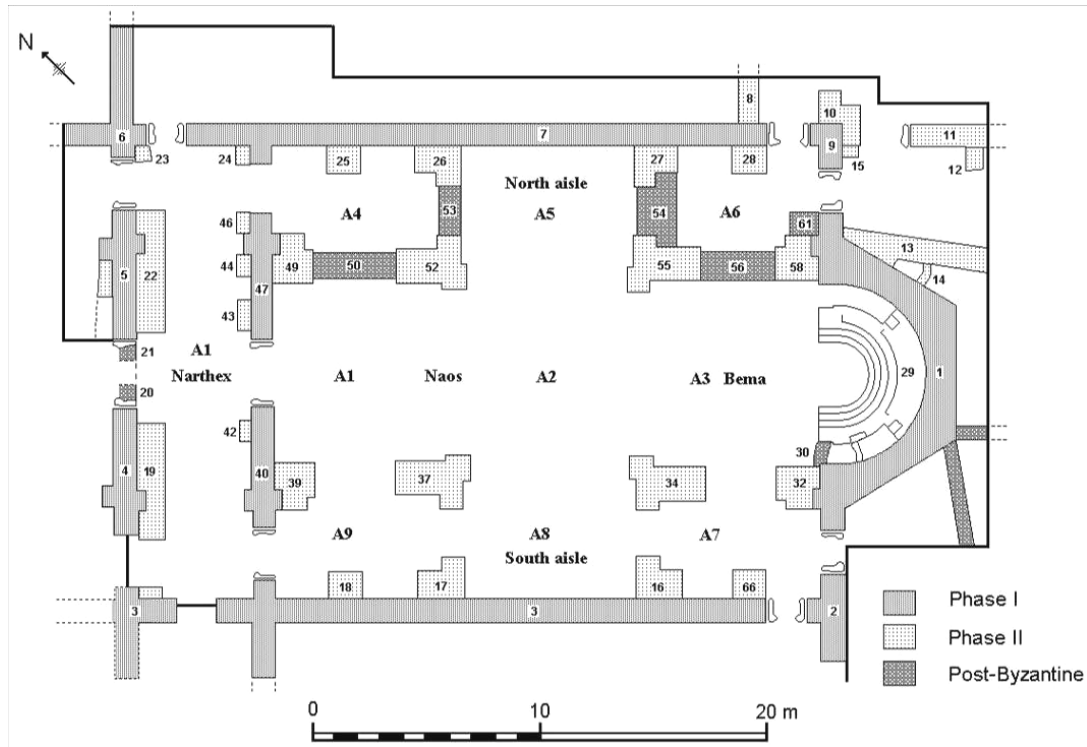 N
8
10
6
7
9
11
23
24
25
26
27
28
15
12
North aisle
46
A4
53
A5
54
A6
61
13
5
22
44
47
49
50
52
55
56
58
14
43
21
A1
Narthex
A1
Naos
A2
A3
Bema
29
1
20
42
30
4
19
40
39
37
34
32
A9
A8
A7
South aisle
18
17
16
66
3
3
2
Phase I
Phase II
Post-Byzantine
0
10
20 m